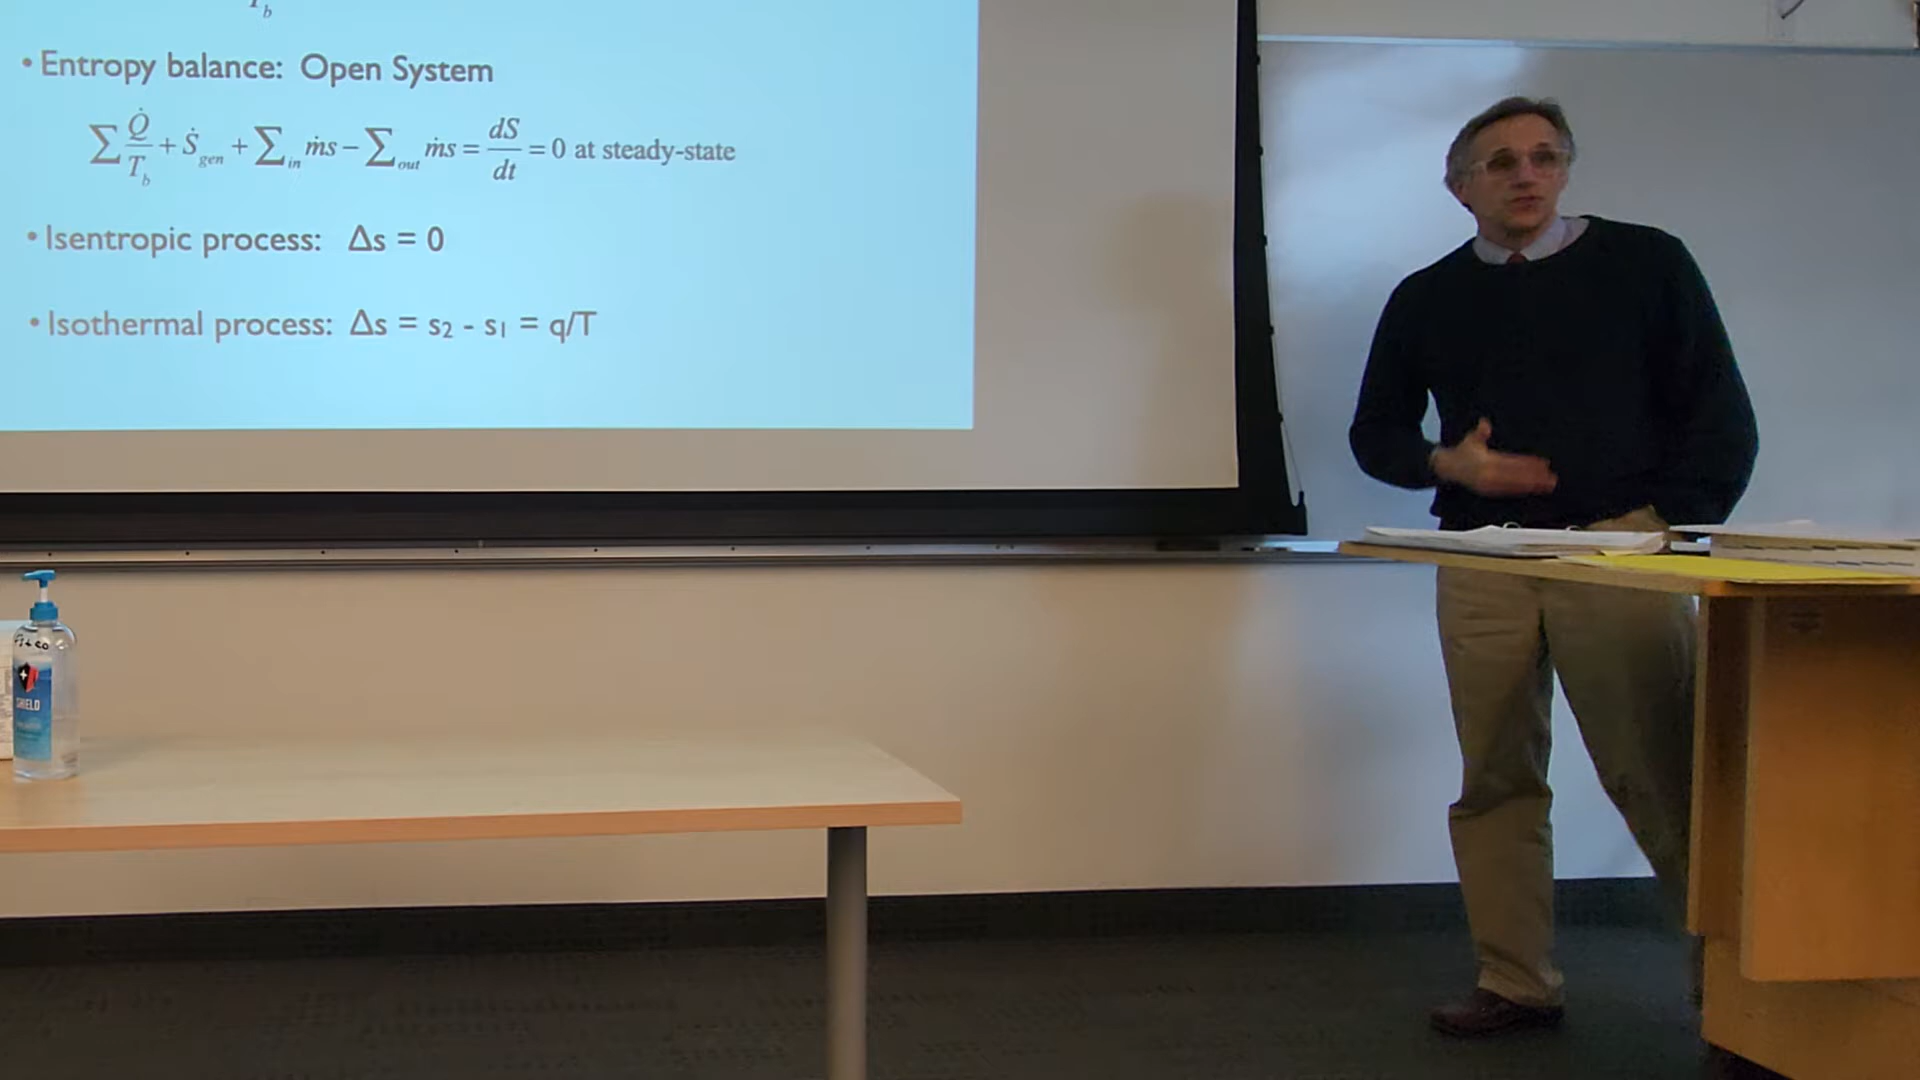 T_b
• Entropy balance: Open System
∑ Q̇/T_b + Ṡ_gen + ∑_in ṁs − ∑_out ṁs = dS/dt = 0 at steady-state
• Isentropic process: Δs = 0
• Isothermal process: Δs = s₂ - s₁ = q/T
SHIELD